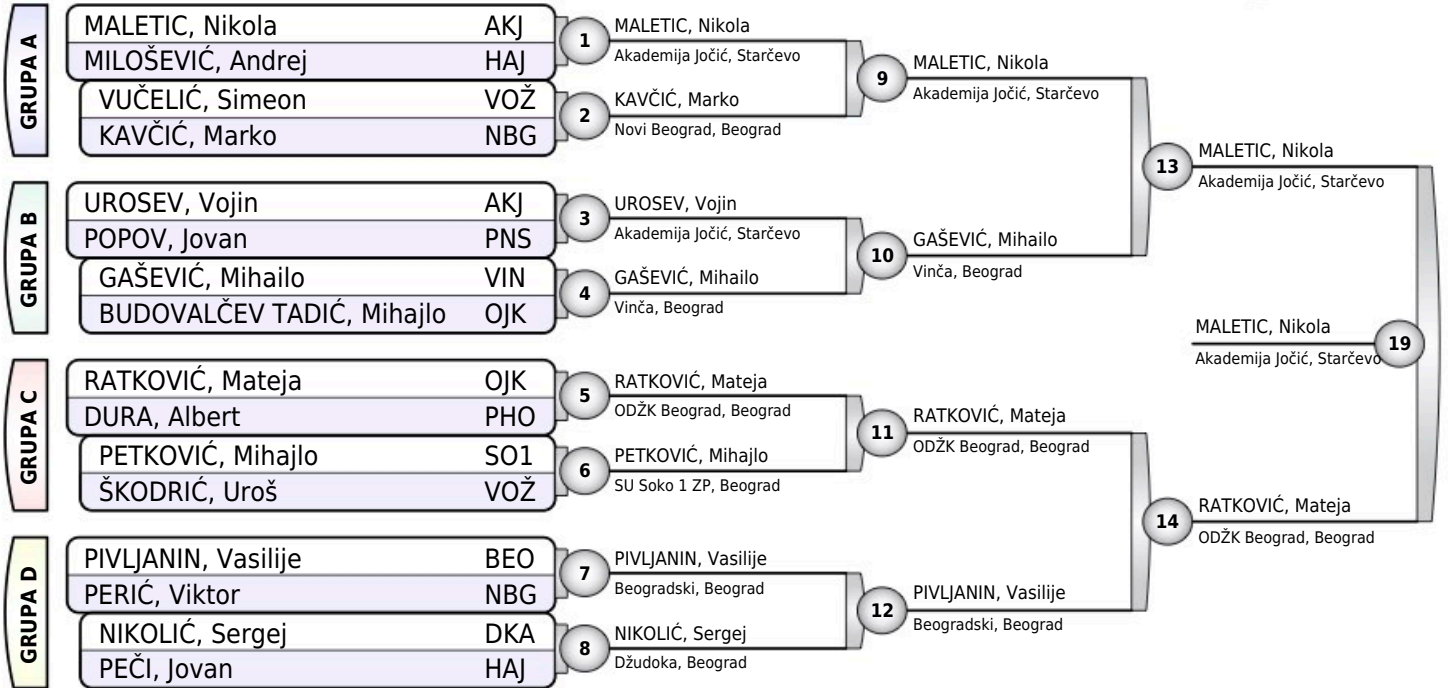 GRUPA A
MALETIC, Nikola AKJ
MILOŠEVIĆ, Andrej HAJ
VUČELIĆ, Simeon VOŽ
KAVČIĆ, Marko NBG
GRUPA B
UROSEV, Vojin AKJ
POPOV, Jovan PNS
GAŠEVIĆ, Mihailo VIN
BUDOVALČEV TADIĆ, Mihajlo OJK
GRUPA C
RATKOVIĆ, Mateja OJK
DURA, Albert PHO
PETKOVIĆ, Mihajlo SO1
ŠKODRIĆ, Uroš VOŽ
GRUPA D
PIVLJANIN, Vasilije BEO
PERIĆ, Viktor NBG
NIKOLIĆ, Sergej DKA
PEČI, Jovan HAJ
1
MALETIC, Nikola
Akademija Jočić, Starčevo
2
KAVČIĆ, Marko
Novi Beograd, Beograd
3
UROSEV, Vojin
Akademija Jočić, Starčevo
4
GAŠEVIĆ, Mihailo
Vinča, Beograd
5
RATKOVIĆ, Mateja
ODŽK Beograd, Beograd
6
PETKOVIĆ, Mihajlo
SU Soko 1 ZP, Beograd
7
PIVLJANIN, Vasilije
Beogradski, Beograd
8
NIKOLIĆ, Sergej
Džudoka, Beograd
9
MALETIC, Nikola
Akademija Jočić, Starčevo
10
GAŠEVIĆ, Mihailo
Vinča, Beograd
11
RATKOVIĆ, Mateja
ODŽK Beograd, Beograd
12
PIVLJANIN, Vasilije
Beogradski, Beograd
13
MALETIC, Nikola
Akademija Jočić, Starčevo
14
RATKOVIĆ, Mateja
ODŽK Beograd, Beograd
MALETIC, Nikola
Akademija Jočić, Starčevo
19